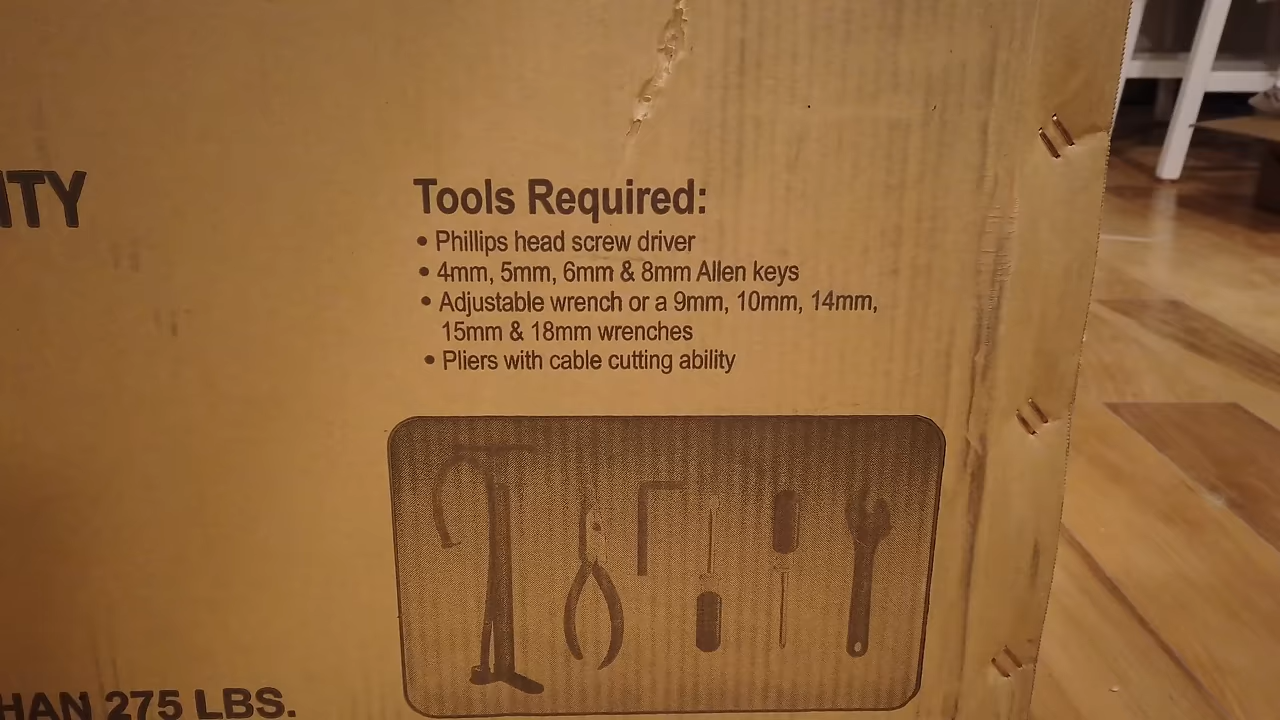 ITY
Tools Required:
• Phillips head screw driver
• 4mm, 5mm, 6mm & 8mm Allen keys
• Adjustable wrench or a 9mm, 10mm, 14mm,
15mm & 18mm wrenches
• Pliers with cable cutting ability
HAN 275 LBS.